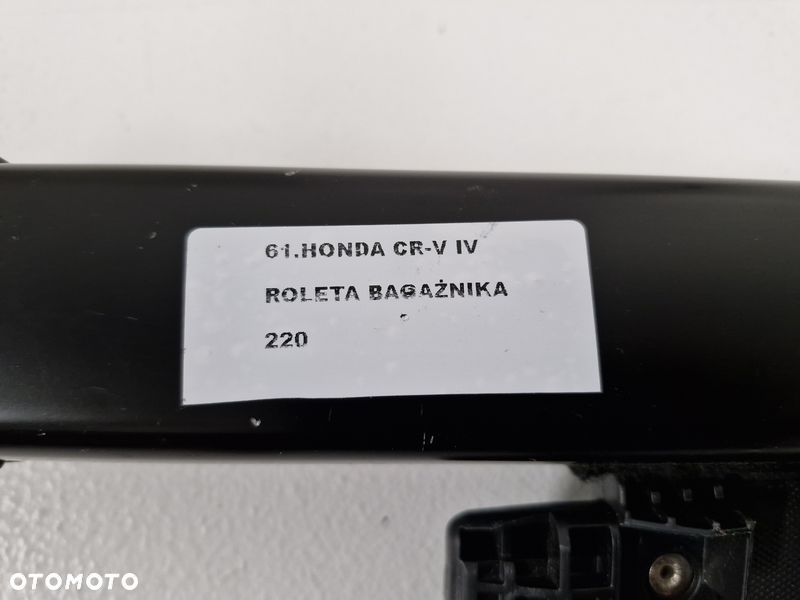 61.HONDA CR-V IV
ROLETA BAGAŻNIKA
220
OTOMOTO